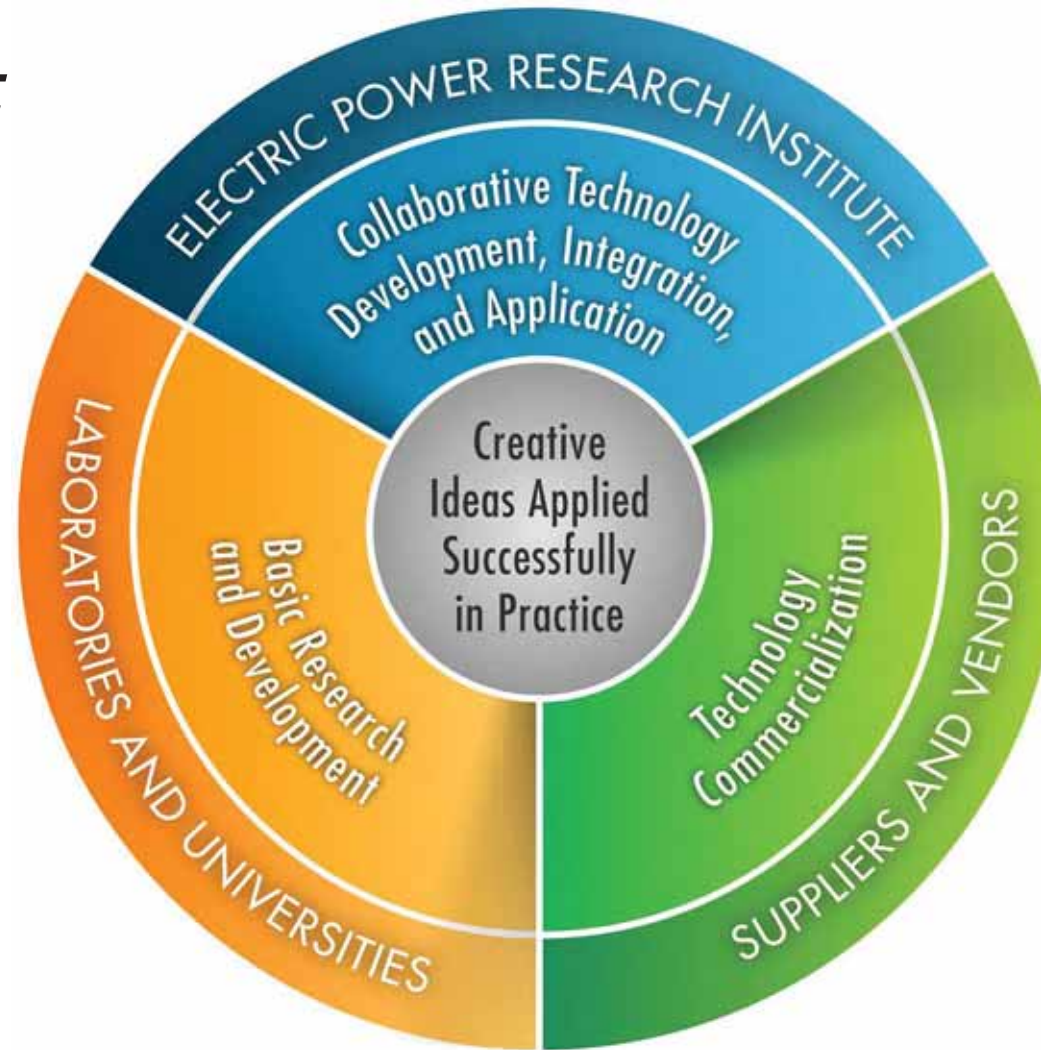 ELECTRIC POWER RESEARCH INSTITUTE
Collaborative Technology
Development, Integration,
and Application
Creative
Ideas Applied
Successfully
in Practice
LABORATORIES AND UNIVERSITIES
Basic Research
and Development
Technology
Commercialization
SUPPLIERS AND VENDORS